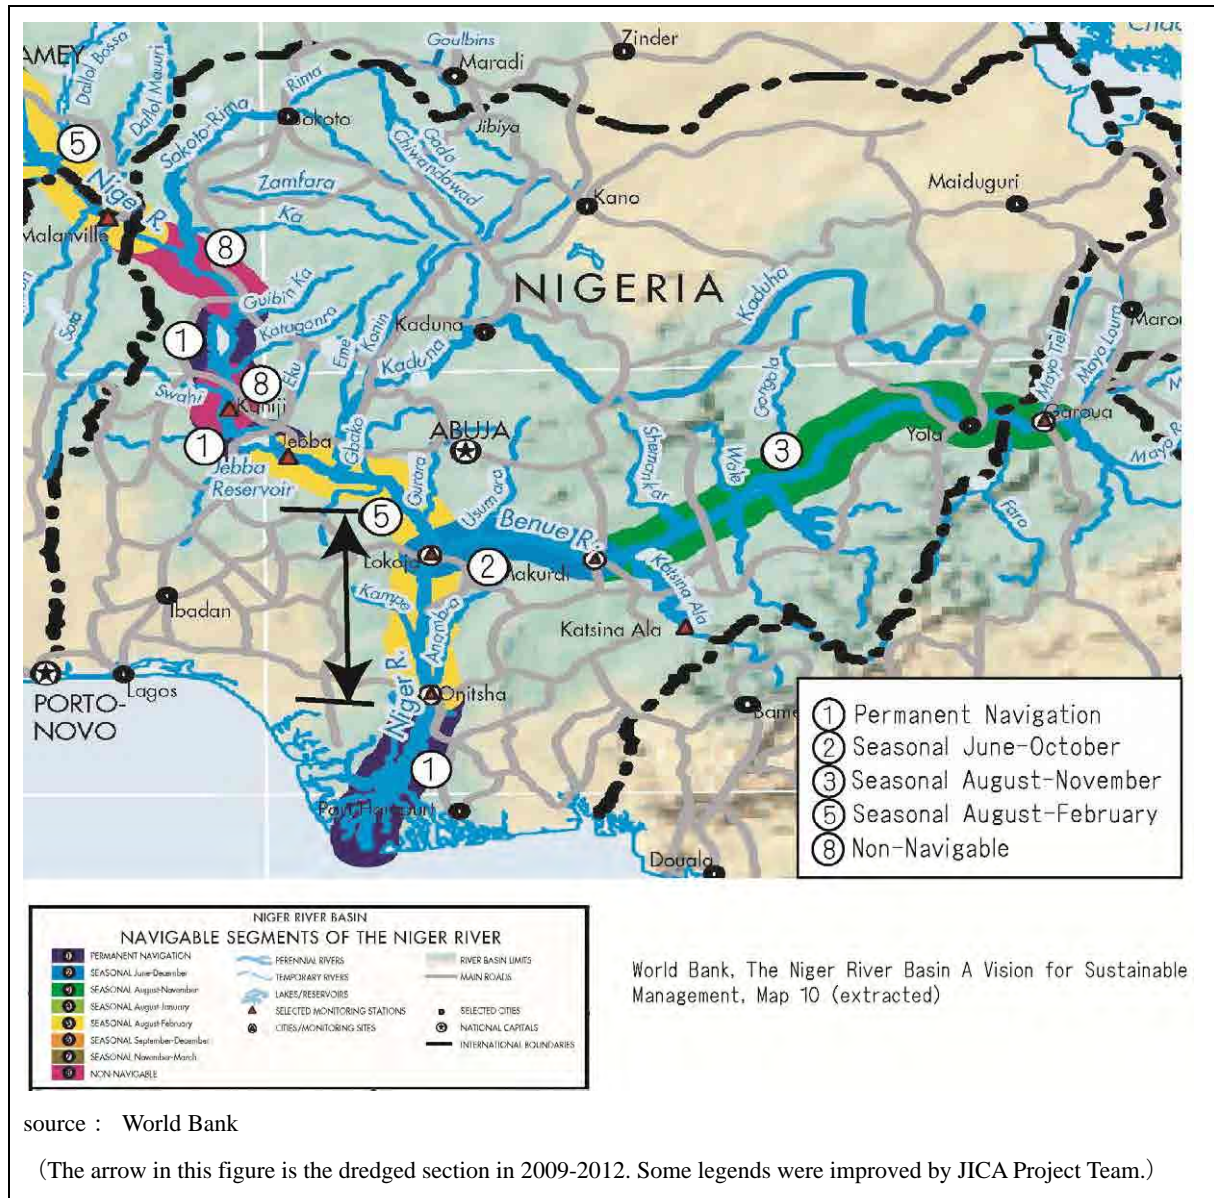 AMEY
Dallol Bossa
Dallol Mauuri
Goulbins
Maradi
Zinder
Rima
Sokoto
Sokoto-Rima
Gada
Chiwandawad
Jibiya
5
Niger R.
Zamfara
Ka
Kano
Maiduguri
Malanville
8
NIGERIA
Sota
Guibin Ka
1
Katagonra
Kaduna
Kaduha
Marou
Mayo Tiel
Mayo Louti
Eku
Eme
Konin
Kaduna
Swahi
8
Kainji
Gongola
Garoua
1
Jebba
Gbako
ABUJA
Yola
Mayo R.
Jebba
Reservoir
Gurara
Shemankar
Wole
3
5
Usumara
Benue R.
Faro
Lokoja
2
Makurdi
Katsina Ala
Kampe
Anambra
Ibadan
Katsina Ala
Niger R.
Onitsha
PORTO-
NOVO
Lagos
Bame
1
Port Harcourt
Douala
1 Permanent Navigation
2 Seasonal June-October
3 Seasonal August-November
5 Seasonal August-February
8 Non-Navigable
NIGER RIVER BASIN
NAVIGABLE SEGMENTS OF THE NIGER RIVER
PERMANENT NAVIGATION
SEASONAL June-December
SEASONAL August-November
SEASONAL August-January
SEASONAL August-February
SEASONAL September-December
SEASONAL November-March
NON-NAVIGABLE
PERENNIAL RIVERS
TEMPORARY RIVERS
LAKES/RESERVOIRS
SELECTED MONITORING STATIONS
CITIES/MONITORING SITES
RIVER BASIN LIMITS
MAIN ROADS
SELECTED CITIES
NATIONAL CAPITALS
INTERNATIONAL BOUNDARIES
World Bank, The Niger River Basin A Vision for Sustainable
Management, Map 10 (extracted)
source : World Bank
(The arrow in this figure is the dredged section in 2009-2012. Some legends were improved by JICA Project Team.)